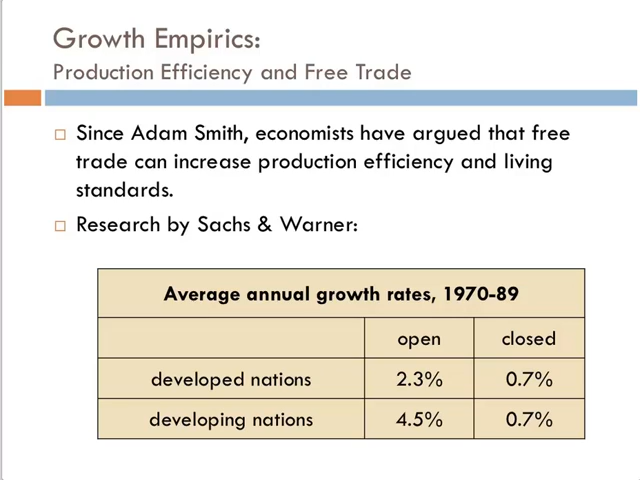 Growth Empirics:
Production Efficiency and Free Trade
Since Adam Smith, economists have argued that free
trade can increase production efficiency and living
standards.
Research by Sachs & Warner:
Average annual growth rates, 1970-89
open closed
developed nations 2.3% 0.7%
developing nations 4.5% 0.7%